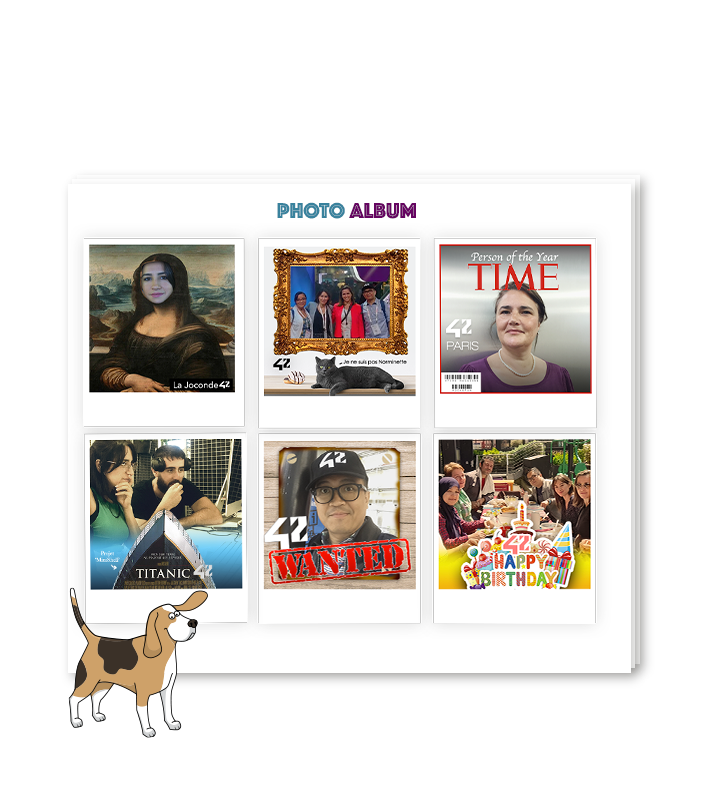 PHOTO ALBUM
La Joconde 42
42
Je ne suis pas Norminette
Person of the Year
TIME
42
PARIS
Projet
"MiniShell"
TITANIC 42
42
42
WANTED
42
HAPPY
BIRTHDAY